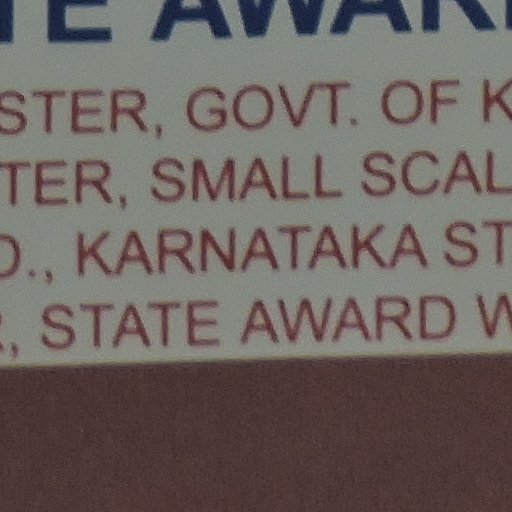 TE AWAR
STER, GOVT. OF K
TER, SMALL SCAL
D., KARNATAKA ST
R, STATE AWARD W